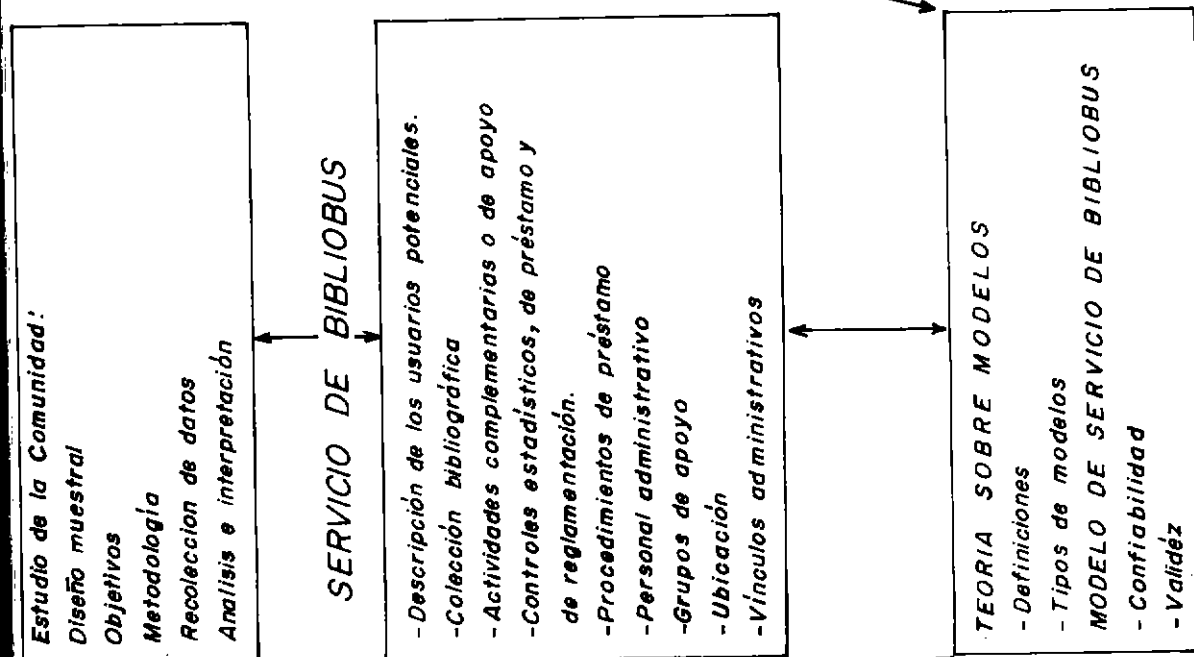 Estudio de la Comunidad:
Diseño muestral
Objetivos
Metodología
Recoleccion de datos
Analisis e interpretación
SERVICIO DE BIBLIOBUS
- Descripción de los usuarios potenciales.
- Colección bibliográfica
- Actividades complementarias o de apoyo
- Controles estadísticos, de préstamo y
de reglamentación.
- Procedimientos de préstamo
- Personal administrativo
- Grupos de apoyo
- Ubicación
- Vínculos administrativos
TEORIA SOBRE MODELOS
- Definiciones
- Tipos de modelos
MODELO DE SERVICIO DE BIBLIOBUS
- Confiabilidad
- Validéz